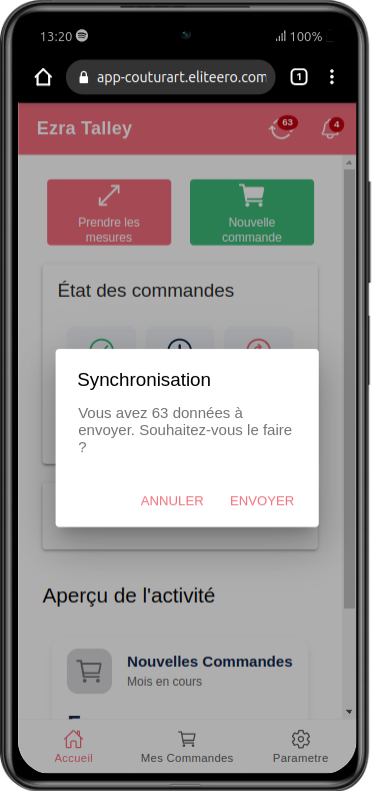 13:20
100%
app-couturart.eliteero.com
1
Ezra Talley
63
4
Prendre les
mesures
Nouvelle
commande
État des commandes
Synchronisation
Vous avez 63 données à
envoyer. Souhaitez-vous le faire
?
ANNULER
ENVOYER
Aperçu de l'activité
Nouvelles Commandes
Mois en cours
Accueil
Mes Commandes
Parametre